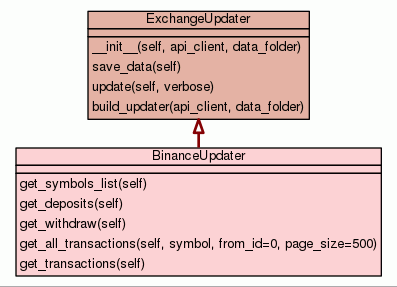 ExchangeUpdater
__init__(self, api_client, data_folder)
save_data(self)
update(self, verbose)
build_updater(api_client, data_folder)
BinanceUpdater
get_symbols_list(self)
get_deposits(self)
get_withdraw(self)
get_all_transactions(self, symbol, from_id=0, page_size=500)
get_transactions(self)